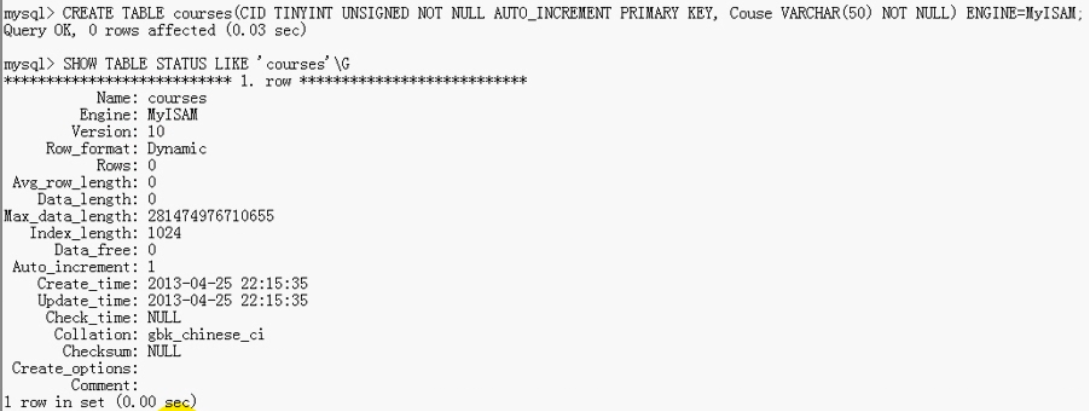 mysql> CREATE TABLE courses(CID TINYINT UNSIGNED NOT NULL AUTO_INCREMENT PRIMARY KEY, Couse VARCHAR(50) NOT NULL) ENGINE=MyISAM;
Query OK, 0 rows affected (0.03 sec)
mysql> SHOW TABLE STATUS LIKE 'courses'\G
*************************** 1. row ***************************
Name: courses
Engine: MyISAM
Version: 10
Row_format: Dynamic
Rows: 0
Avg_row_length: 0
Data_length: 0
Max_data_length: 281474976710655
Index_length: 1024
Data_free: 0
Auto_increment: 1
Create_time: 2013-04-25 22:15:35
Update_time: 2013-04-25 22:15:35
Check_time: NULL
Collation: gbk_chinese_ci
Checksum: NULL
Create_options:
Comment:
1 row in set (0.00 sec)